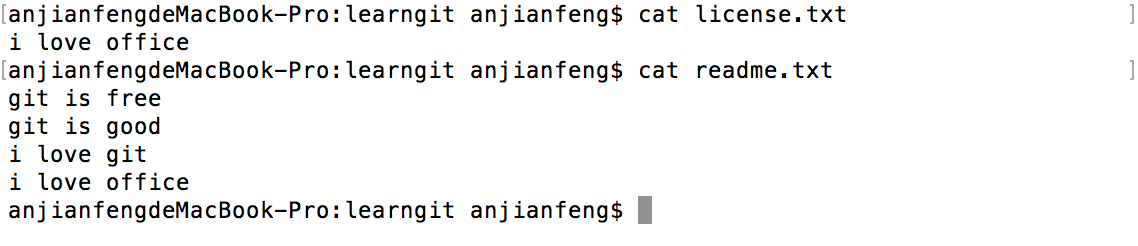 [anjianfengdeMacBook-Pro:learngit anjianfeng$ cat license.txt ]
i love office
[anjianfengdeMacBook-Pro:learngit anjianfeng$ cat readme.txt ]
git is free
git is good
i love git
i love office
anjianfengdeMacBook-Pro:learngit anjianfeng$